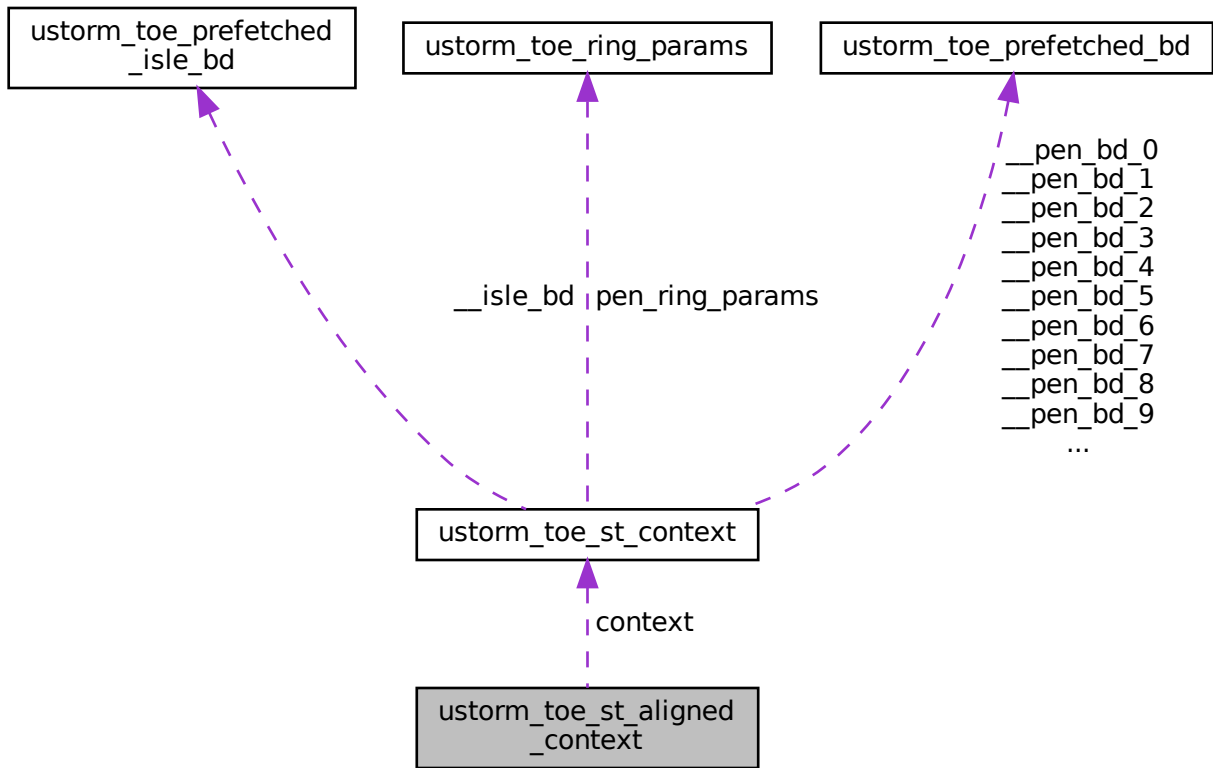 ustorm_toe_prefetched
_isle_bd
ustorm_toe_ring_params
ustorm_toe_prefetched_bd
__pen_bd_0
__pen_bd_1
__pen_bd_2
__pen_bd_3
__pen_bd_4
__pen_bd_5
__pen_bd_6
__pen_bd_7
__pen_bd_8
__pen_bd_9
...
__isle_bd
pen_ring_params
ustorm_toe_st_context
context
ustorm_toe_st_aligned
_context